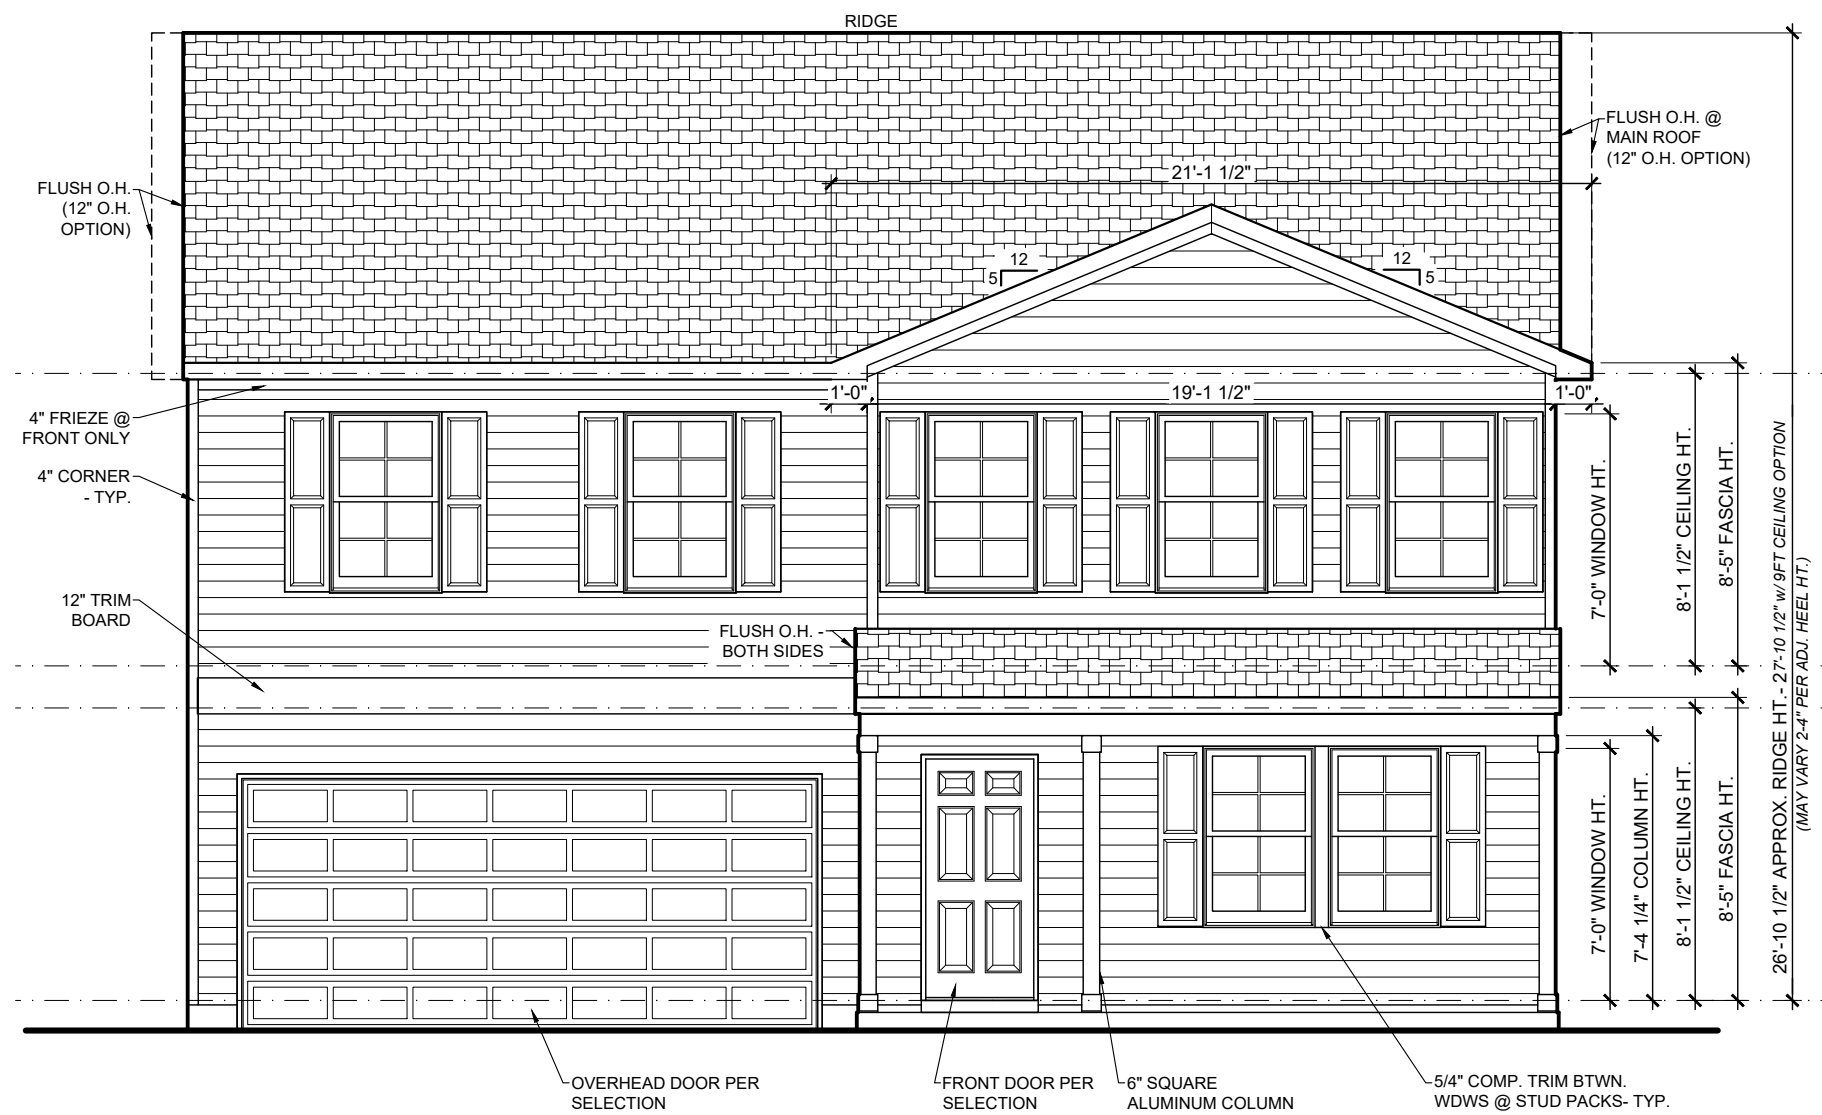 RIDGE
FLUSH O.H. @
MAIN ROOF
(12" O.H. OPTION)
21'-1 1/2"
FLUSH O.H.
(12" O.H.
OPTION)
12
5
12
5
1'-0"
19'-1 1/2"
1'-0"
4" FRIEZE @
FRONT ONLY
4" CORNER
- TYP.
7'-0" WINDOW HT.
8'-1 1/2" CEILING HT.
8'-5" FASCIA HT.
12" TRIM
BOARD
FLUSH O.H. -
BOTH SIDES
26'-10 1/2" APPROX. RIDGE HT.- 27'-10 1/2" w/ 9FT CEILING OPTION
(MAY VARY 2-4" PER ADJ. HEEL HT.)
7'-0" WINDOW HT.
7'-4 1/4" COLUMN HT.
8'-1 1/2" CEILING HT.
8'-5" FASCIA HT.
OVERHEAD DOOR PER
SELECTION
FRONT DOOR PER
SELECTION
6" SQUARE
ALUMINUM COLUMN
5/4" COMP. TRIM BTWN.
WDWS @ STUD PACKS- TYP.